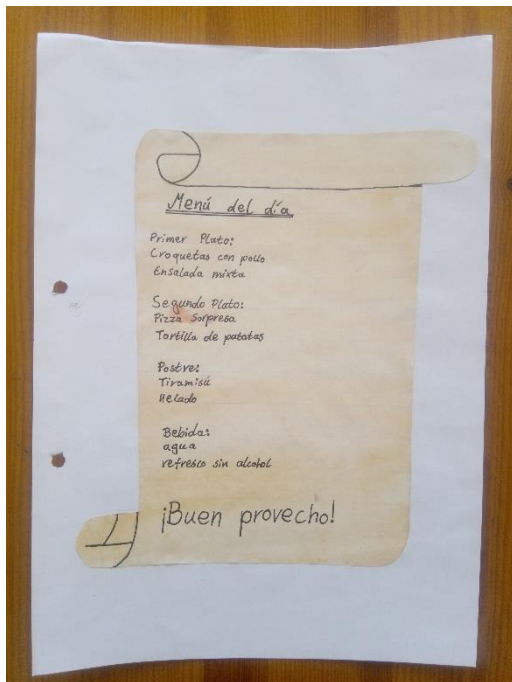 Menú del día
Primer Plato:
Croquetas con pollo
Ensalada mixta
Segundo Plato:
Pizza Sorpresa
Tortilla de patatas
Postre:
Tiramisú
Helado
Bebida:
agua
refresco sin alcohol
¡Buen provecho!